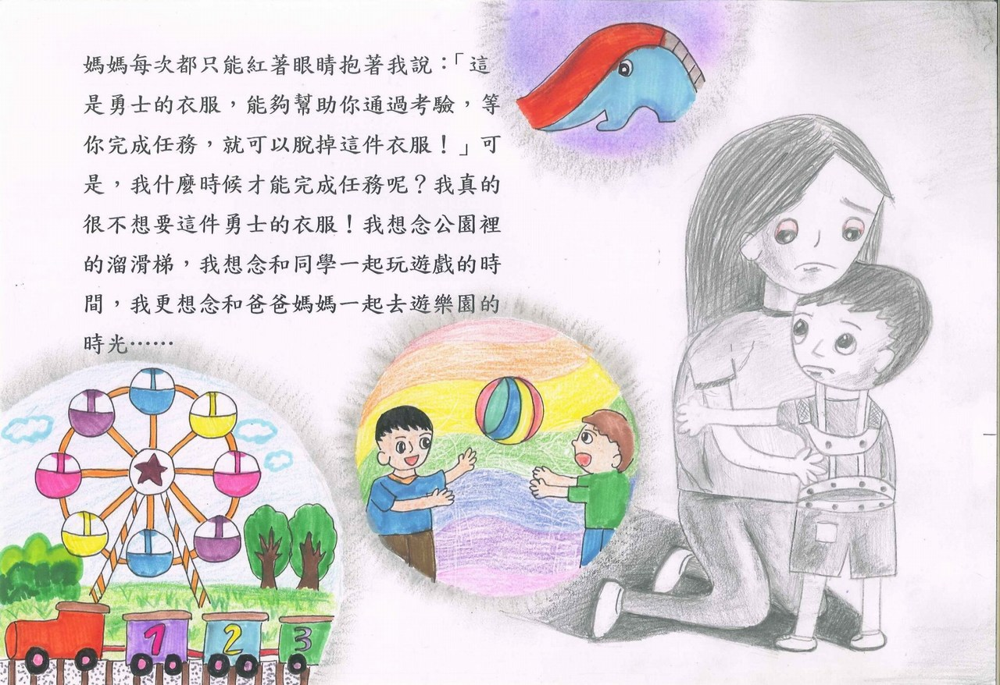 媽媽每次都只能紅著眼睛抱著我說：「這
是勇士的衣服，能夠幫助你通過考驗，等
你完成任務，就可以脫掉這件衣服！」可
是，我什麼時候才能完成任務呢？我真的
很不想要這件勇士的衣服！我想念公園裡
的溜滑梯，我想念和同學一起玩遊戲的時
間，我更想念和爸爸媽媽一起去遊樂園的
時光……
1 2 3